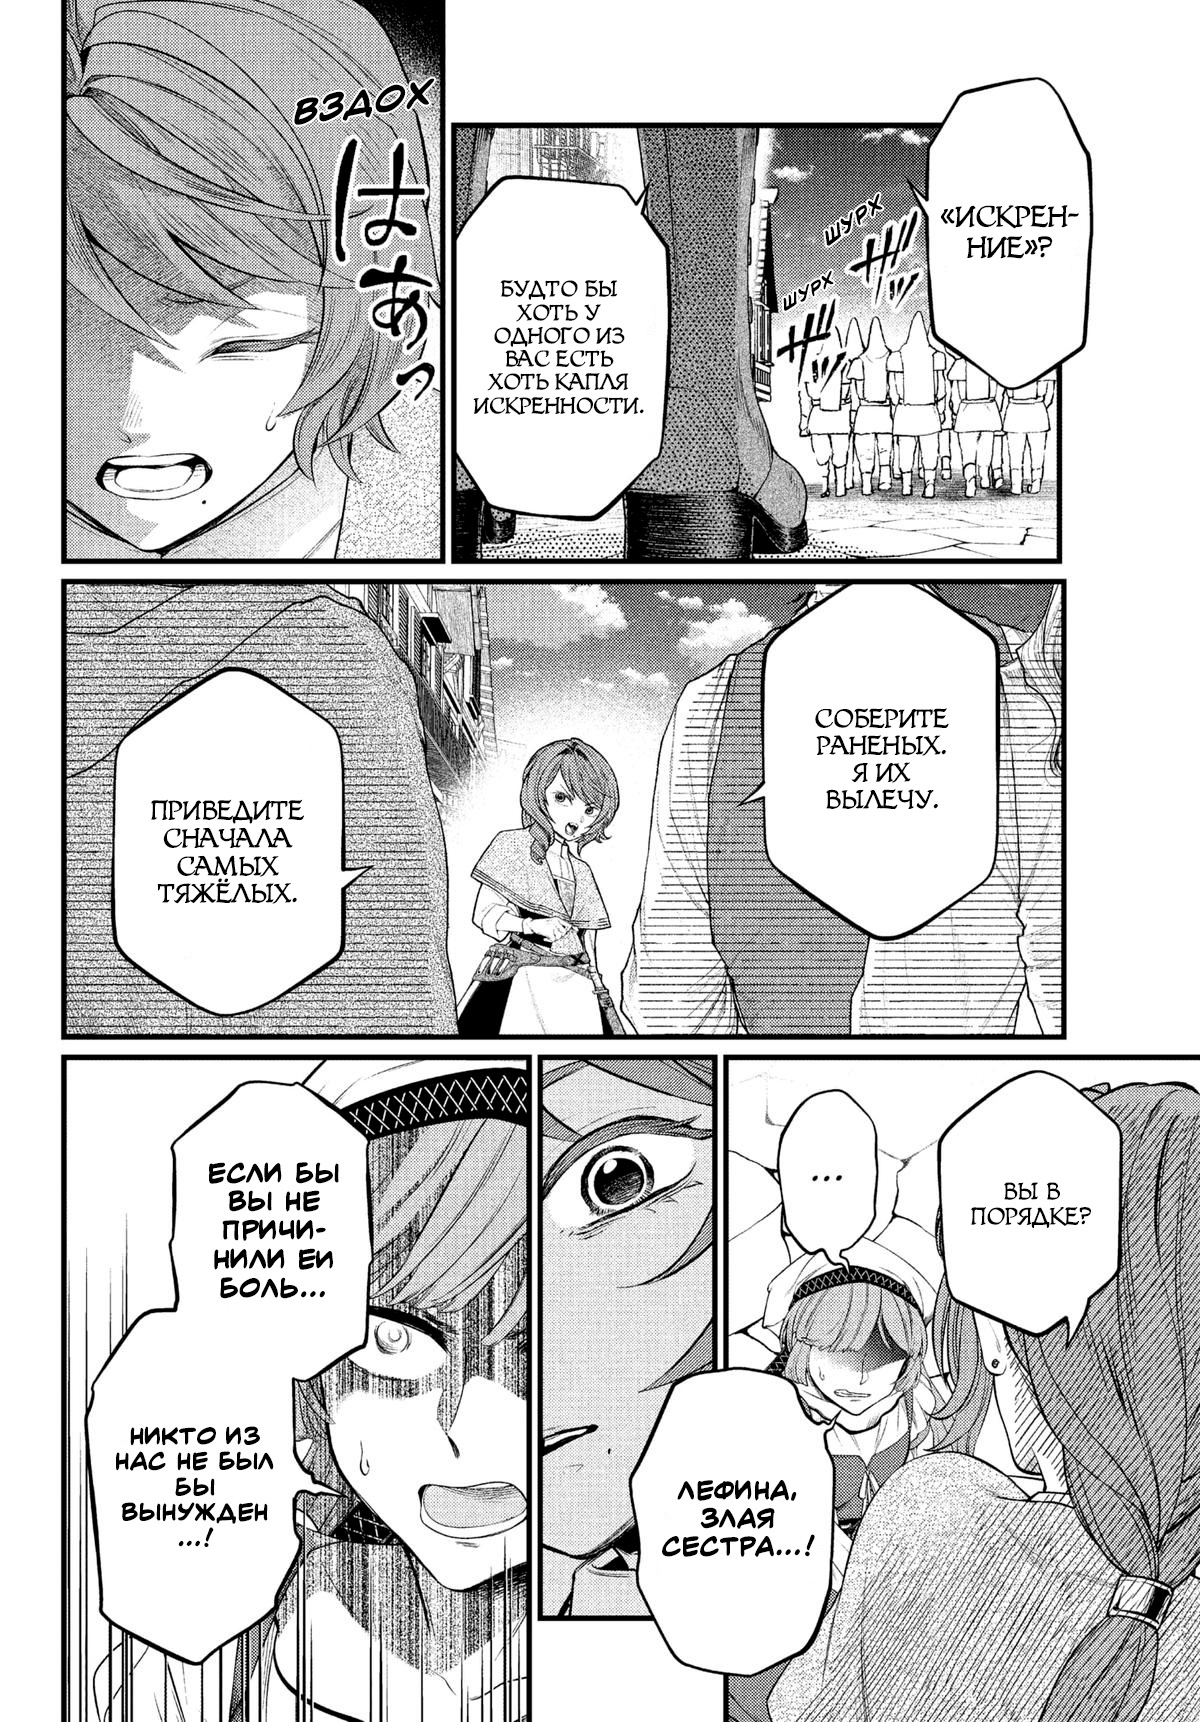 «ИСКРЕН-
НИЕ»?
ШУРХ
ШУРХ
БУДТО БЫ
ХОТЬ У
ОДНОГО ИЗ
ВАС ЕСТЬ
ХОТЬ КАПЛЯ
ИСКРЕННОСТИ.
ВЗДОХ
はあっ
СОБЕРИТЕ
РАНЕНЫХ.
Я ИХ
ВЫЛЕЧУ.
ПРИВЕДИТЕ
СНАЧАЛА
САМЫХ
ТЯЖЁЛЫХ.
ВЫ В
ПОРЯДКЕ?
...
ЛЕФИНА,
ЗЛАЯ
СЕСТРА...!
ЕСЛИ БЫ
ВЫ НЕ
ПРИЧИ-
НИЛИ ЕИ
БОЛЬ...
НИКТО ИЗ
НАС НЕ БЫЛ
БЫ
ВЫНУЖДЕН
...!